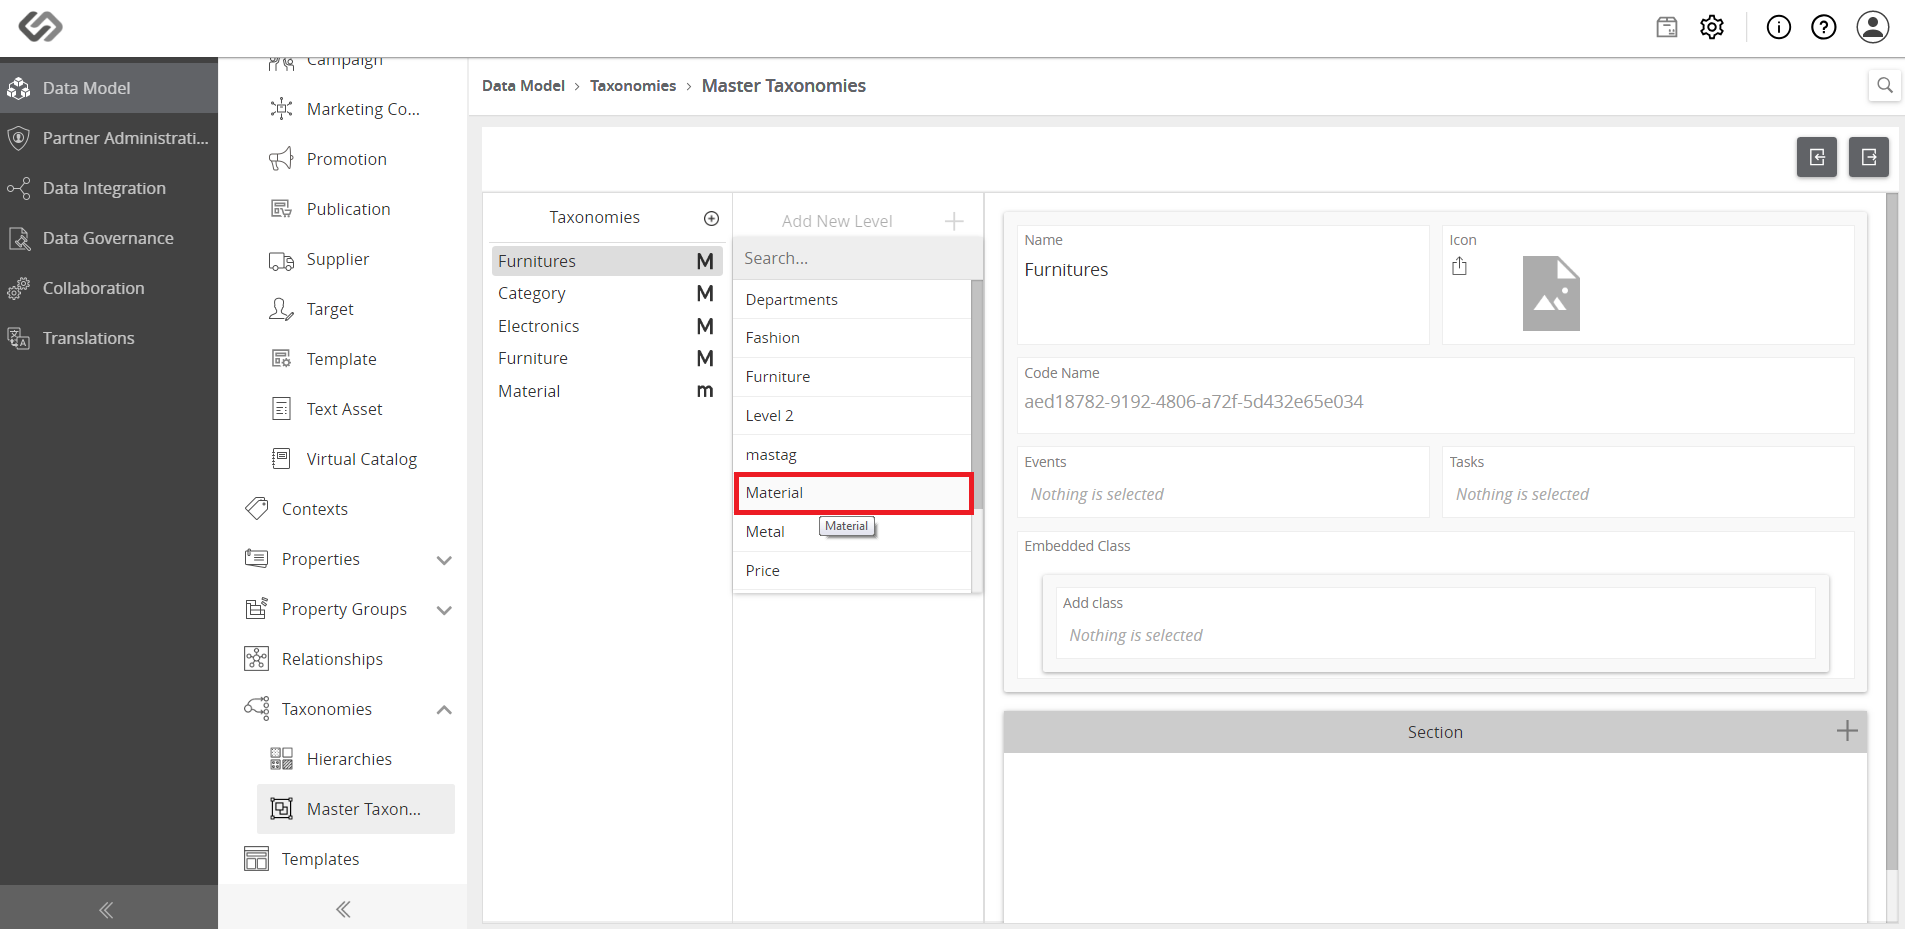 Campaign
Data Model
Partner Administrati...
Data Integration
Data Governance
Collaboration
Translations
Marketing Co...
Promotion
Publication
Supplier
Target
Template
Text Asset
Virtual Catalog
Contexts
Properties
Property Groups
Relationships
Taxonomies
Hierarchies
Master Taxon...
Templates
Data Model > Taxonomies > Master Taxonomies
Taxonomies
Furnitures M
Category M
Electronics M
Furniture M
Material m
Add New Level
Search...
Departments
Fashion
Furniture
Level 2
mastag
Material
Material
Metal
Price
Name
Furnitures
Icon
Code Name
aed18782-9192-4806-a72f-5d432e65e034
Events
Nothing is selected
Tasks
Nothing is selected
Embedded Class
Add class
Nothing is selected
Section